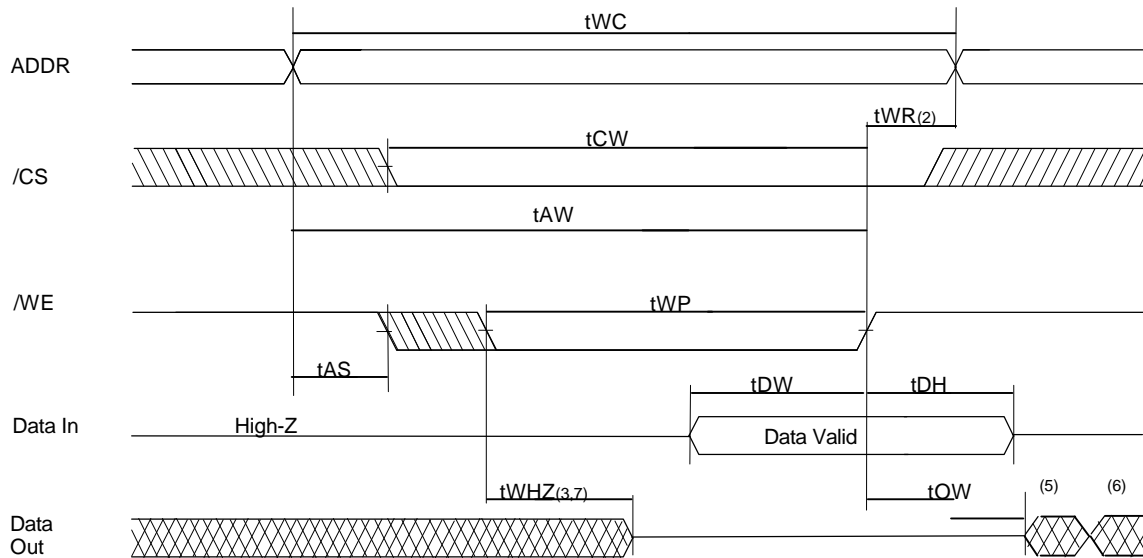 tWC
ADDR
tWR(2)
tCW
/CS
tAW
/WE
tWP
tAS
tDW
tDH
Data In
High-Z
Data Valid
tWHZ(3,7)
tOW
(5)
(6)
Data
Out